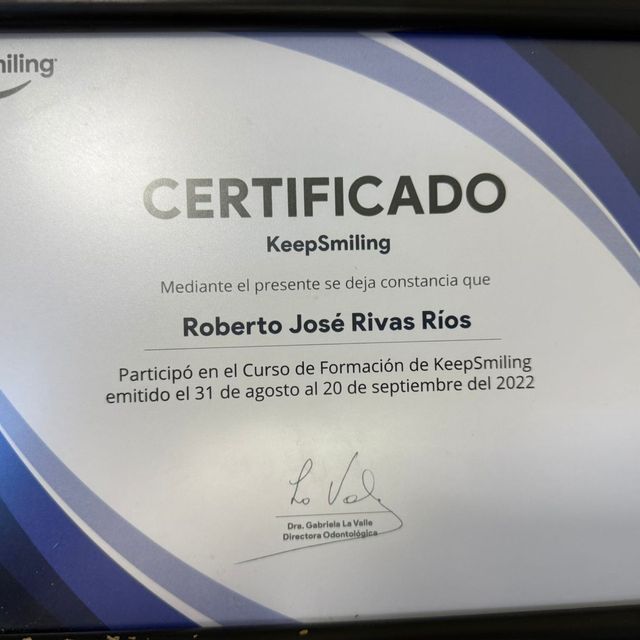 CERTIFICADO
KeepSmiling
Mediante el presente se deja constancia que
Roberto José Rivas Ríos
Participó en el Curso de Formación de KeepSmiling
emitido el 31 de agosto al 20 de septiembre del 2022
Lo Val
Dra. Gabriela La Valle
Directora Odontológica